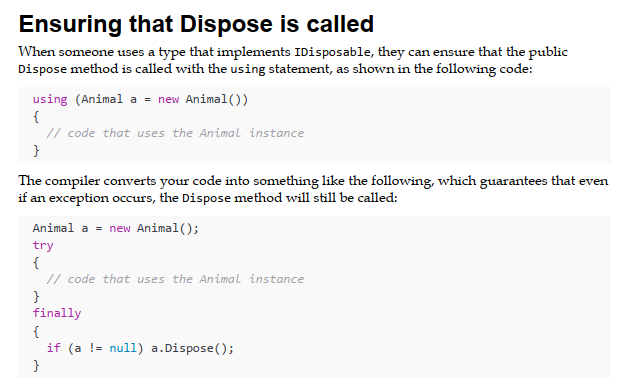 Ensuring that Dispose is called
When someone uses a type that implements IDisposable, they can ensure that the public
Dispose method is called with the using statement, as shown in the following code:
using (Animal a = new Animal())
{
  // code that uses the Animal instance
}
The compiler converts your code into something like the following, which guarantees that even
if an exception occurs, the Dispose method will still be called:
Animal a = new Animal();
try
{
  // code that uses the Animal instance
}
finally
{
  if (a != null) a.Dispose();
}